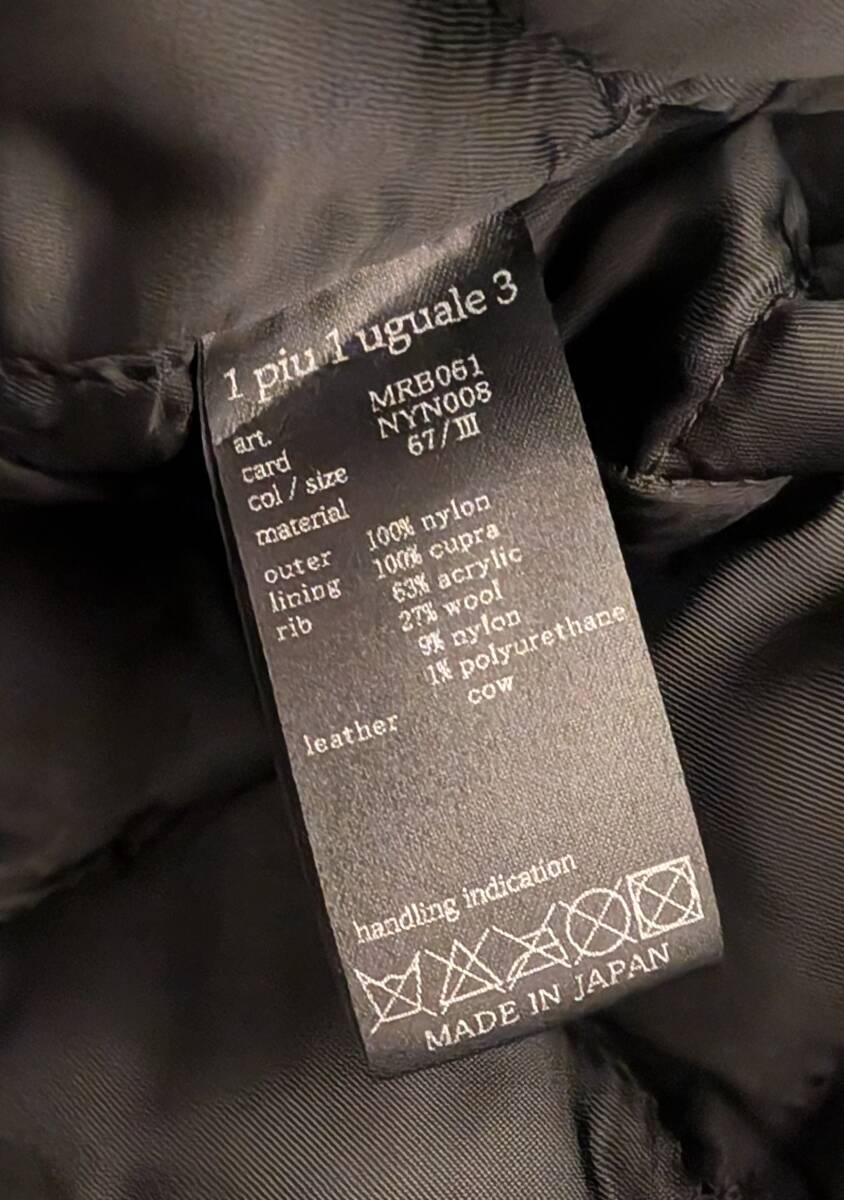 1 piu 1 uguale 3
art. MRB061
card NYN008
col / size 67/III
material
outer 100% nylon
lining 100% cupra
rib 63% acrylic
27% wool
9% nylon
1% polyurethane
leather cow
handling indication
MADE IN JAPAN